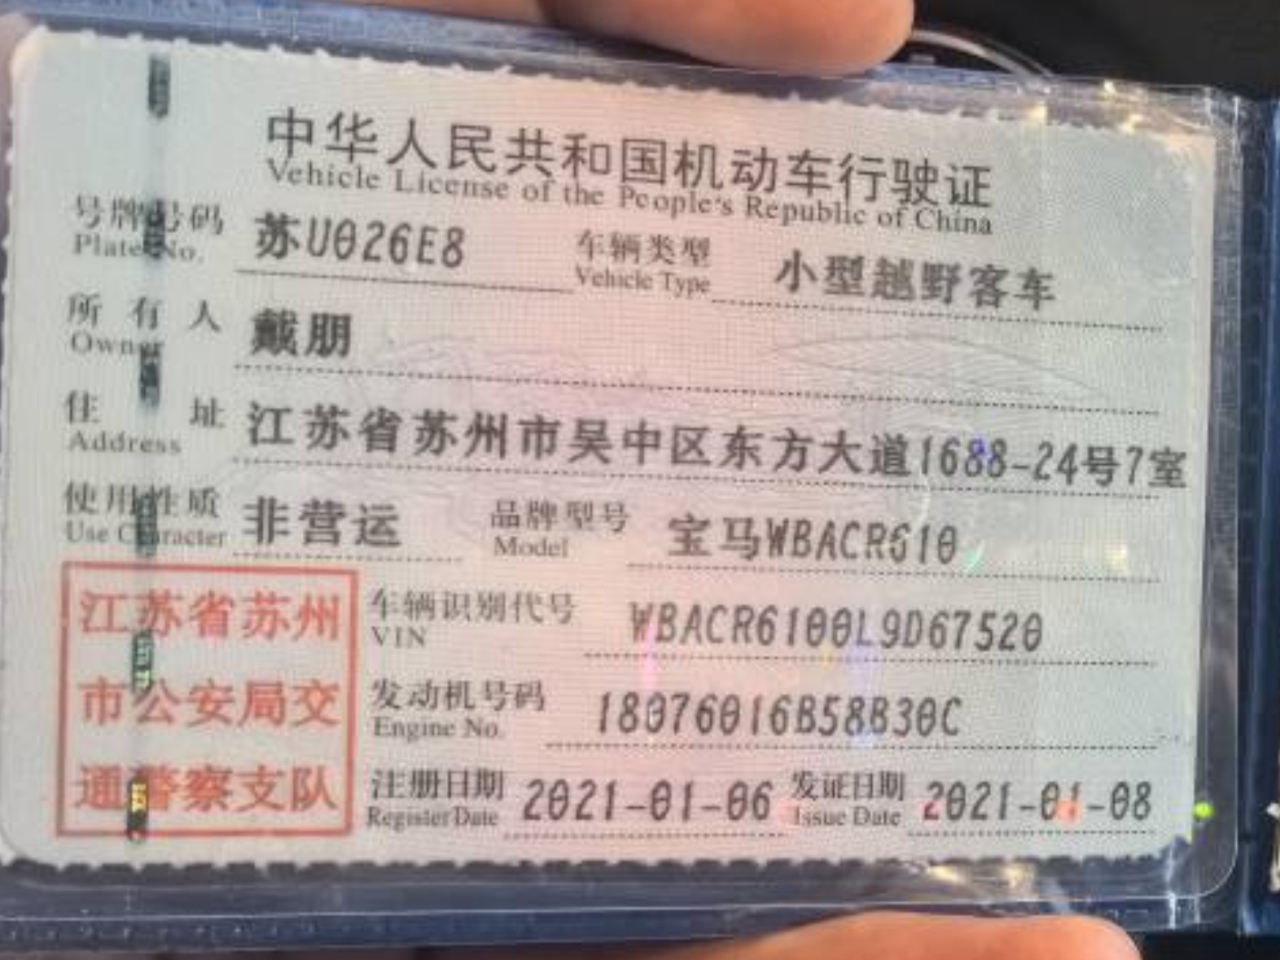 中华人民共和国机动车行驶证
Vehicle License of the People's Republic of China
号牌号码 苏U026E8 车辆类型 小型越野客车
Plate No. Vehicle Type
所有人 戴朋
Owner
住址 江苏省苏州市吴中区东方大道1688-24号7室
Address
使用性质 非营运 品牌型号 宝马WBACR610
Use Character Model
江苏省苏州
市公安局交
通警察支队
车辆识别代号 WBACR6100L9D67520
VIN
发动机号码 18076016B58B30C
Engine No.
注册日期 2021-01-06 发证日期 2021-01-08
Register Date Issue Date